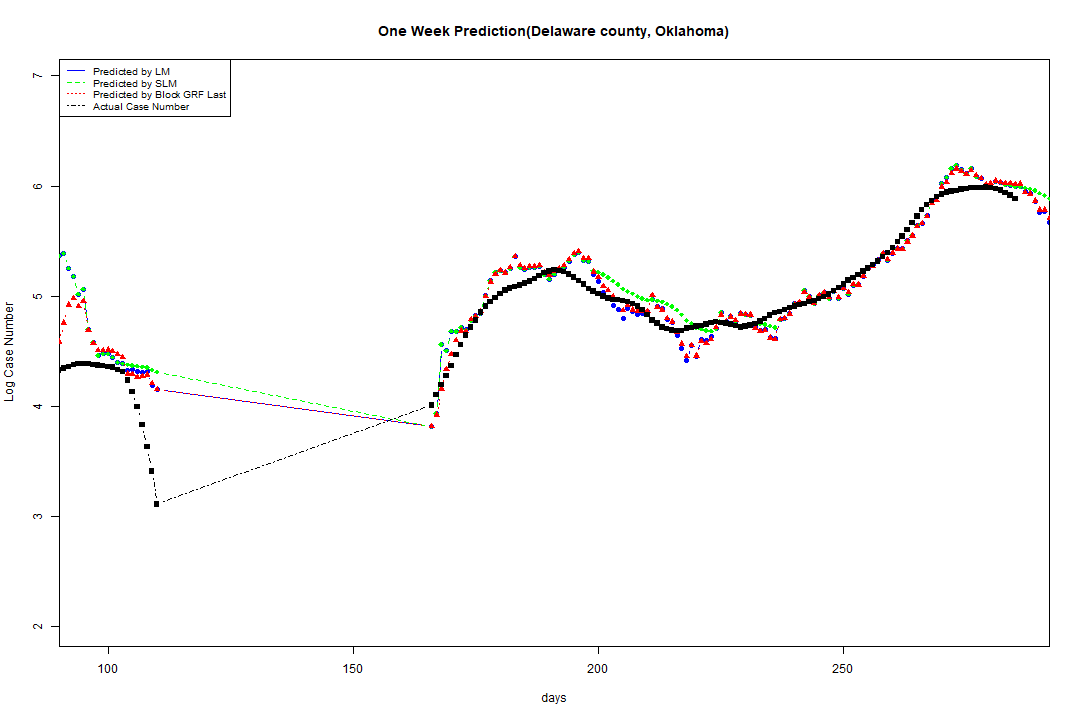 One Week Prediction(Delaware county, Oklahoma)
Predicted by LM
Predicted by SLM
Predicted by Block GRF Last
Actual Case Number
7
6
5
4
3
2
Log Case Number
100 150 200 250
days